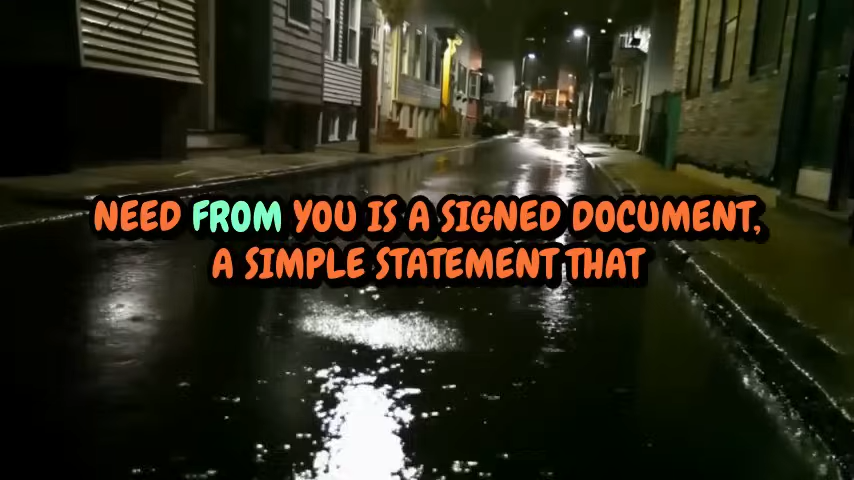 NEED FROM YOU IS A SIGNED DOCUMENT,
A SIMPLE STATEMENT THAT